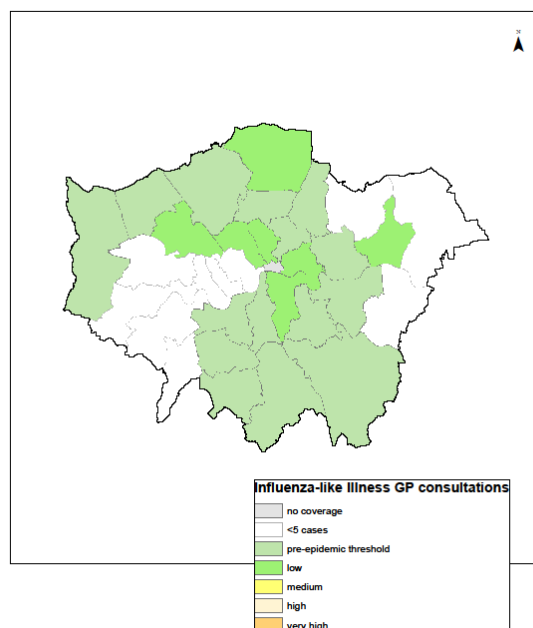 N
Influenza-like Illness GP consultations
no coverage
<5 cases
pre-epidemic threshold
low
medium
high
very high